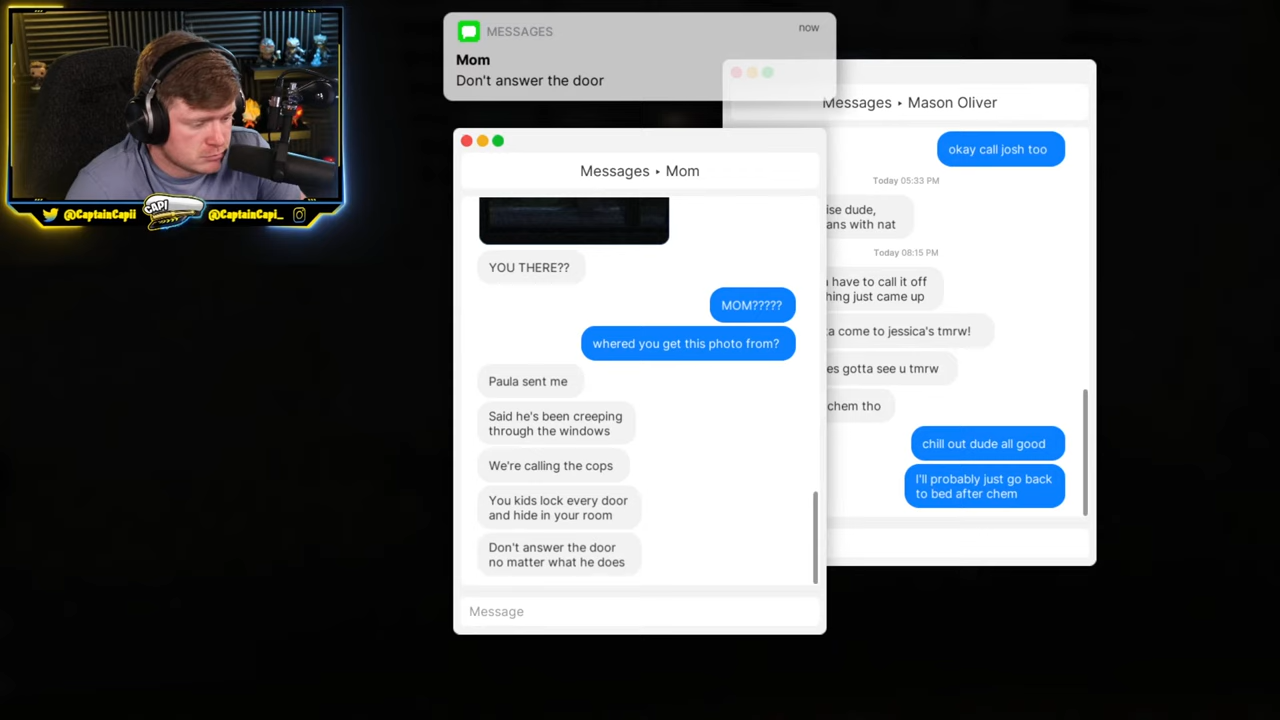 MESSAGES
now
Mom
Don't answer the door
Messages ‣ Mason Oliver
okay call josh too
Today 05:33 PM
dude,
with nat
Today 08:15 PM
have to call it off
just came up
come to jessica's tmrw!
gotta see u tmrw
chem tho
chill out dude all good
I'll probably just go back
to bed after chem
Messages ‣ Mom
YOU THERE??
MOM?????
whered you get this photo from?
Paula sent me
Said he's been creeping
through the windows
We're calling the cops
You kids lock every door
and hide in your room
Don't answer the door
no matter what he does
Message
@CaptainCapii
CAPI
@CaptainCapi_